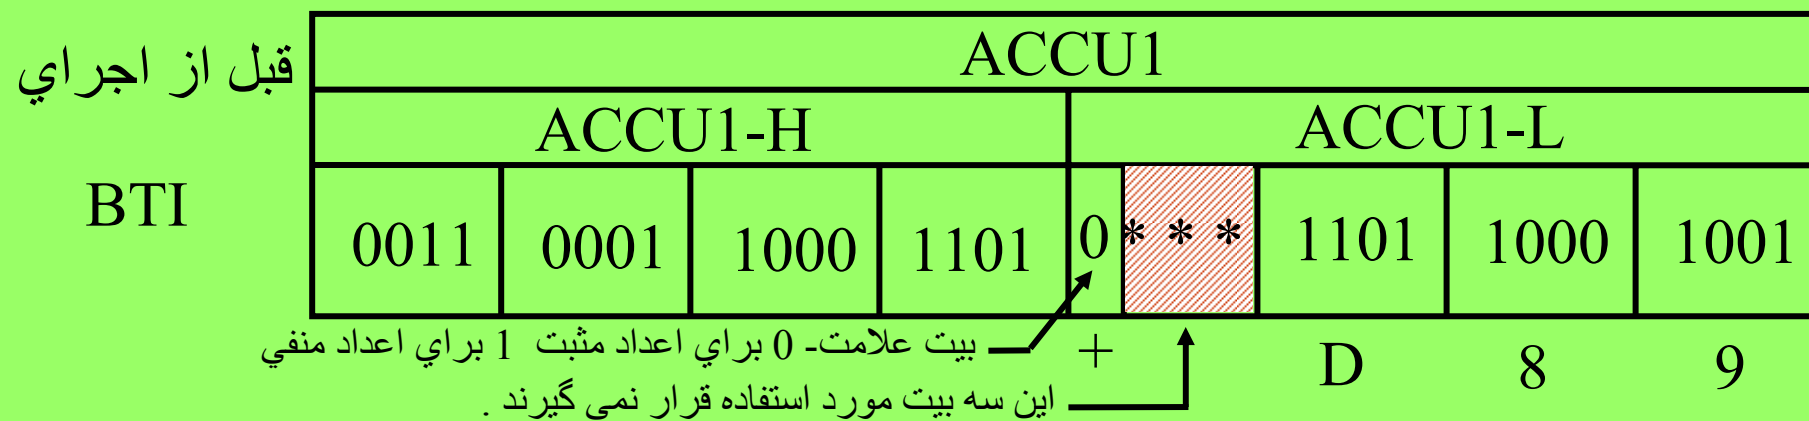 قبل از اجراي
BTI
ACCU1
ACCU1-H ACCU1-L
0011 0001 1000 1101 0 * * * 1101 1000 1001
بيت علامت- 0 براي اعداد مثبت 1 براي اعداد منفي
+ D 8 9
اين سه بيت مورد استفاده قرار نمي گيرند .